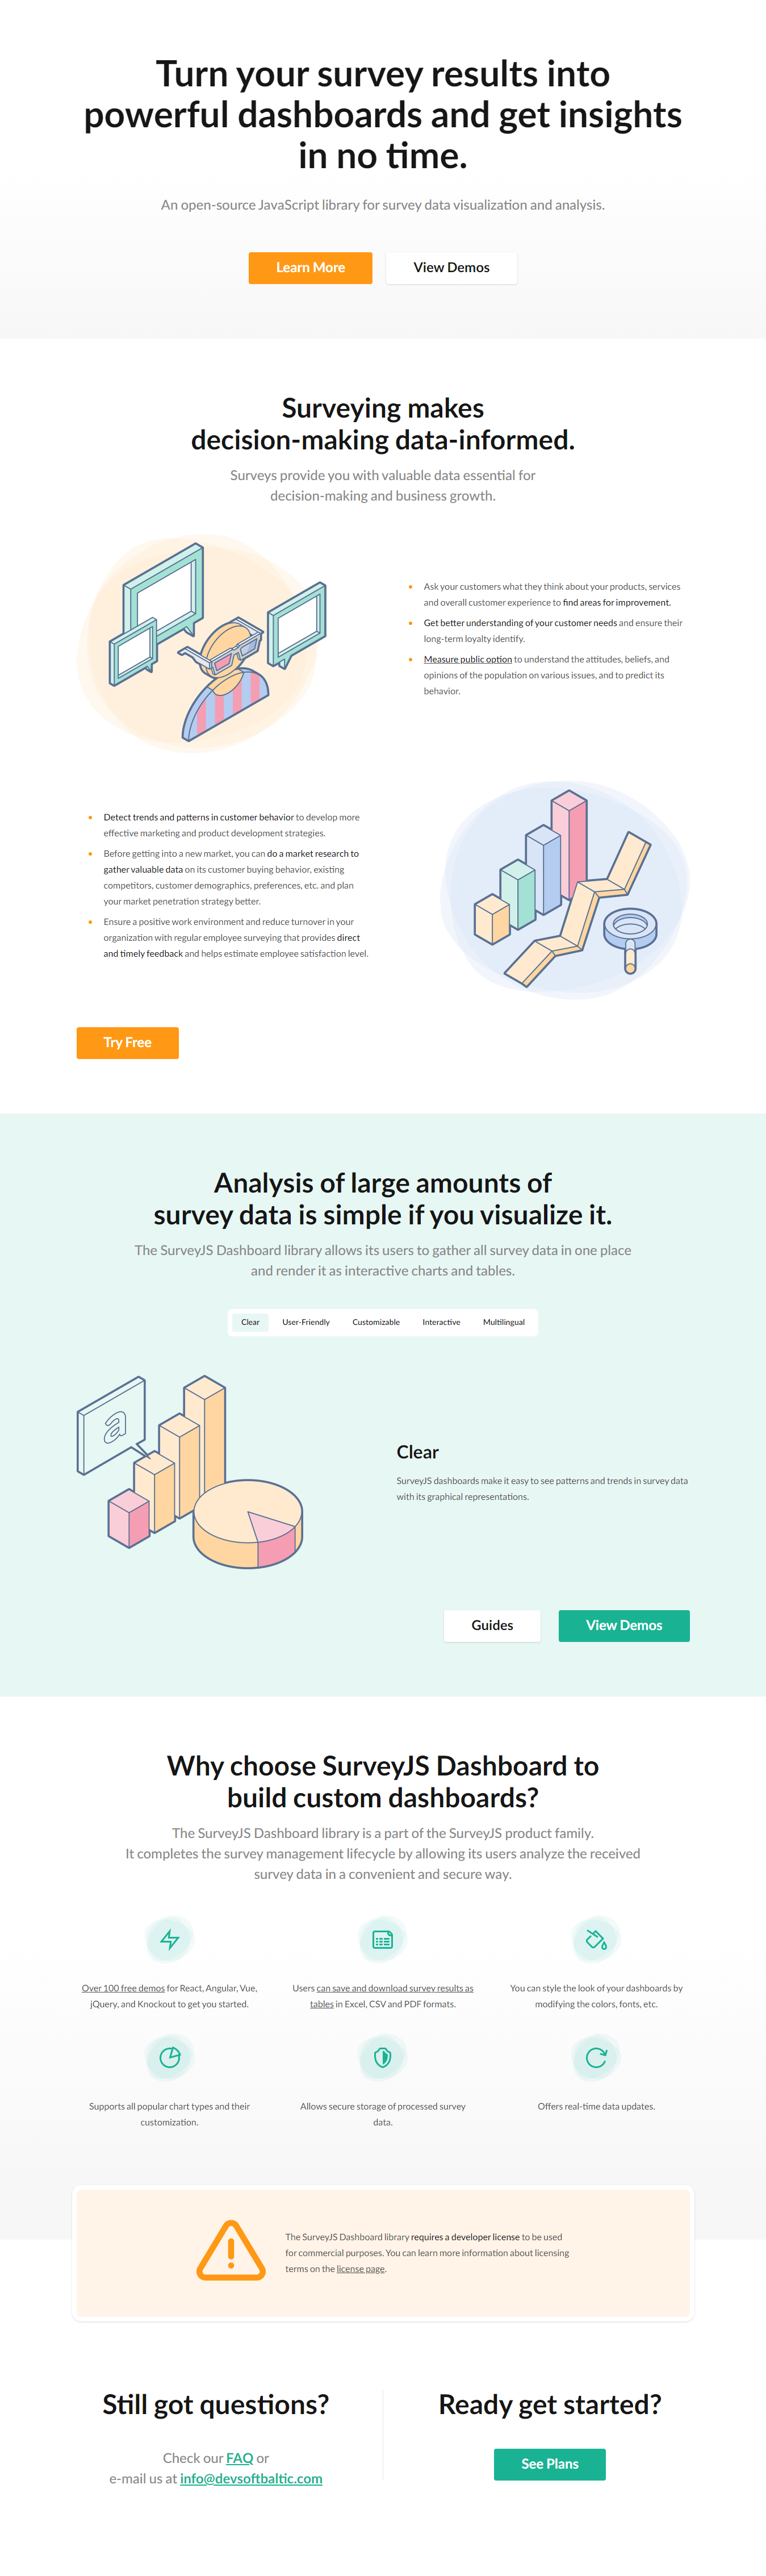 Turn your survey results into
powerful dashboards and get insights
in no time.
An open-source JavaScript library for survey data visualization and analysis.
Learn More
View Demos
Surveying makes
decision-making data-informed.
Surveys provide you with valuable data essential for
decision-making and business growth.
Ask your customers what they think about your products, services
and overall customer experience to find areas for improvement.
Get better understanding of your customer needs and ensure their
long-term loyalty identify.
Measure public option to understand the attitudes, beliefs, and
opinions of the population on various issues, and to predict its
behavior.
Detect trends and patterns in customer behavior to develop more
effective marketing and product development strategies.
Before getting into a new market, you can do a market research to
gather valuable data on its customer buying behavior, existing
competitors, customer demographics, preferences, etc. and plan
your market penetration strategy better.
Ensure a positive work environment and reduce turnover in your
organization with regular employee surveying that provides direct
and timely feedback and helps estimate employee satisfaction level.
Try Free
Analysis of large amounts of
survey data is simple if you visualize it.
The SurveyJS Dashboard library allows its users to gather all survey data in one place
and render it as interactive charts and tables.
Clear
User-Friendly
Customizable
Interactive
Multilingual
a
Clear
SurveyJS dashboards make it easy to see patterns and trends in survey data
with its graphical representations.
Guides
View Demos
Why choose SurveyJS Dashboard to
build custom dashboards?
The SurveyJS Dashboard library is a part of the SurveyJS product family.
It completes the survey management lifecycle by allowing its users analyze the received
survey data in a convenient and secure way.
Over 100 free demos for React, Angular, Vue,
jQuery, and Knockout to get you started.
Users can save and download survey results as
tables in Excel, CSV and PDF formats.
You can style the look of your dashboards by
modifying the colors, fonts, etc.
Supports all popular chart types and their
customization.
Allows secure storage of processed survey
data.
Offers real-time data updates.
The SurveyJS Dashboard library requires a developer license to be used
for commercial purposes. You can learn more information about licensing
terms on the license page.
Still got questions?
Check our FAQ or
e-mail us at info@devsoftbaltic.com
Ready get started?
See Plans